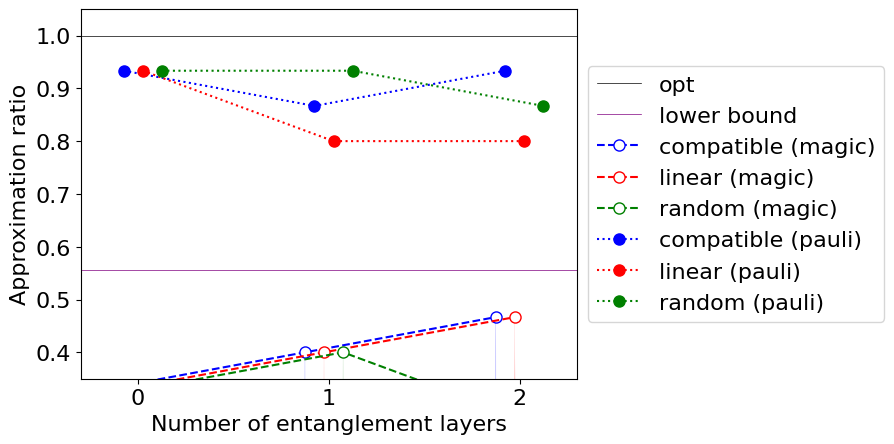 1.0
0.9
0.8
0.7
0.6
0.5
0.4
Approximation ratio
0
1
2
Number of entanglement layers
opt
lower bound
compatible (magic)
linear (magic)
random (magic)
compatible (pauli)
linear (pauli)
random (pauli)